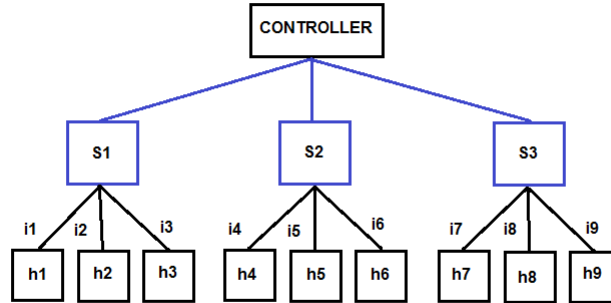 CONTROLLER
S1 S2 S3
i1 i2 i3 i4 i5 i6 i7 i8 i9
h1 h2 h3 h4 h5 h6 h7 h8 h9